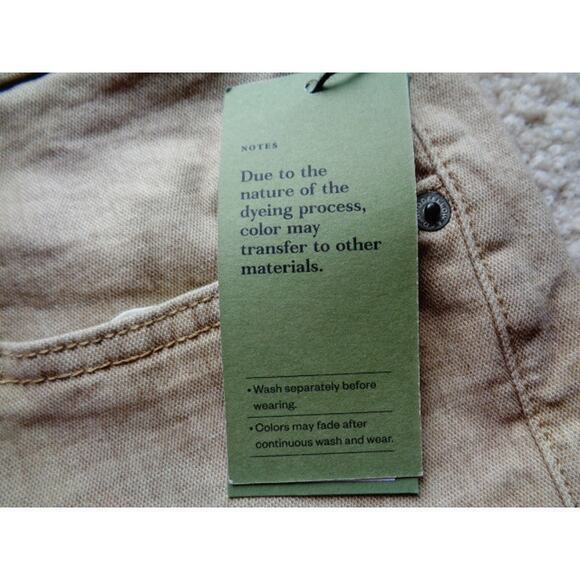 NOTES
Due to the
nature of the
dyeing process,
color may
transfer to other
materials.
• Wash separately before
wearing.
• Colors may fade after
continuous wash and wear.